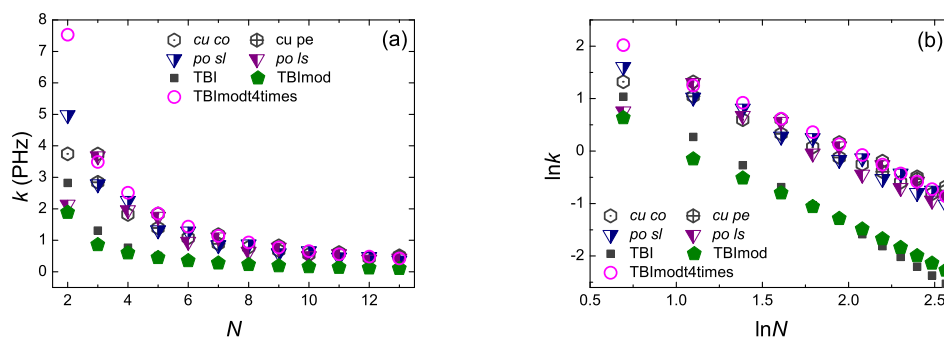 (a)
k (PHz)
8
7
6
5
4
3
2
1
0
cu co
cu pe
po sl
po ls
TBI
TBImod
TBImodt4times
2 4 6 8 10 12
N
(b)
lnk
2
1
0
-1
-2
cu co
cu pe
po sl
po ls
TBI
TBImod
TBImodt4times
0.5 1.0 1.5 2.0 2.5
lnN